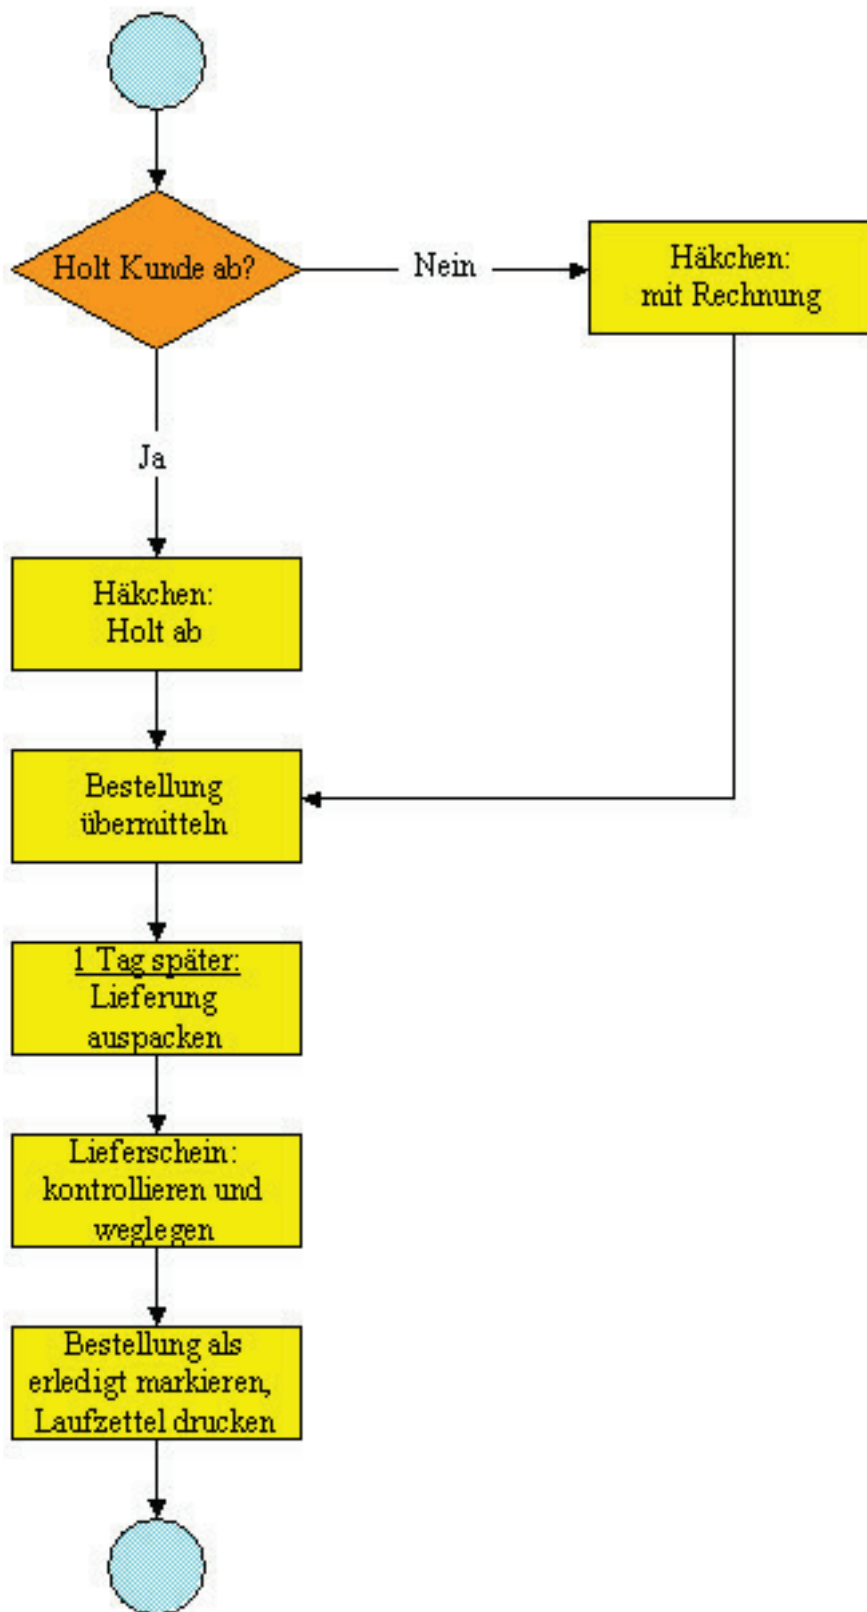 Holt Kunde ab?
Nein
Häkchen:
mit Rechnung
Ja
Häkchen:
Holt ab
Bestellung
übermitteln
1 Tag später:
Lieferung
auspacken
Lieferschein:
kontrollieren und
weglegen
Bestellung als
erledigt markieren,
Laufzettel drucken